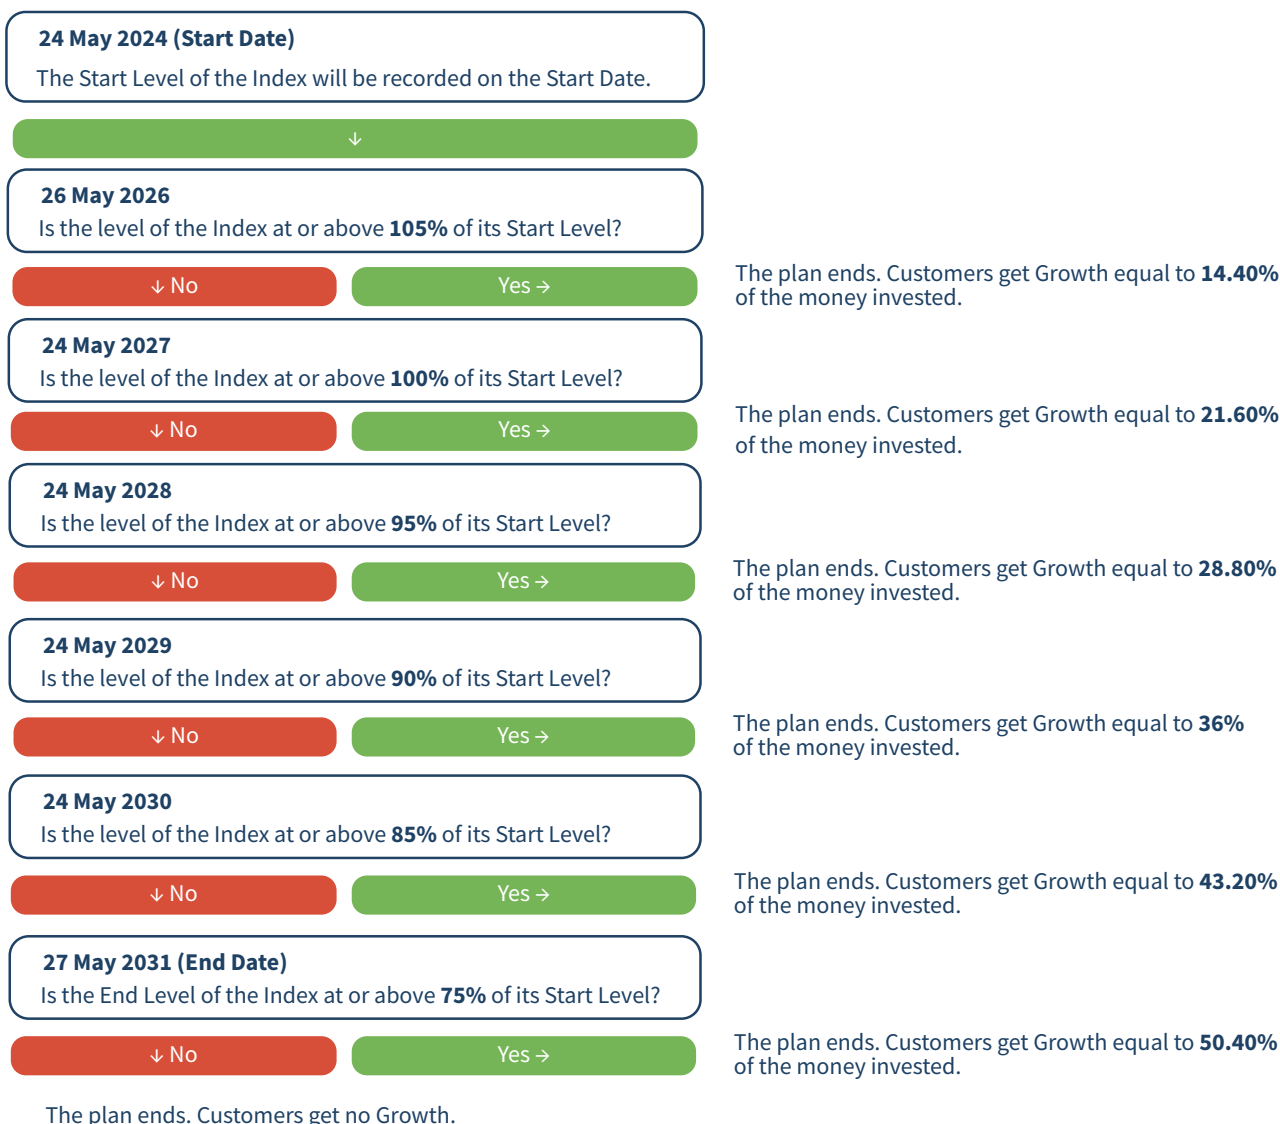 24 May 2024 (Start Date)
The Start Level of the Index will be recorded on the Start Date.
↓
26 May 2026
Is the level of the Index at or above 105% of its Start Level?
↓ No
Yes →
The plan ends. Customers get Growth equal to 14.40%
of the money invested.
24 May 2027
Is the level of the Index at or above 100% of its Start Level?
↓ No
Yes →
The plan ends. Customers get Growth equal to 21.60%
of the money invested.
24 May 2028
Is the level of the Index at or above 95% of its Start Level?
↓ No
Yes →
The plan ends. Customers get Growth equal to 28.80%
of the money invested.
24 May 2029
Is the level of the Index at or above 90% of its Start Level?
↓ No
Yes →
The plan ends. Customers get Growth equal to 36%
of the money invested.
24 May 2030
Is the level of the Index at or above 85% of its Start Level?
↓ No
Yes →
The plan ends. Customers get Growth equal to 43.20%
of the money invested.
27 May 2031 (End Date)
Is the End Level of the Index at or above 75% of its Start Level?
↓ No
Yes →
The plan ends. Customers get Growth equal to 50.40%
of the money invested.
The plan ends. Customers get no Growth.